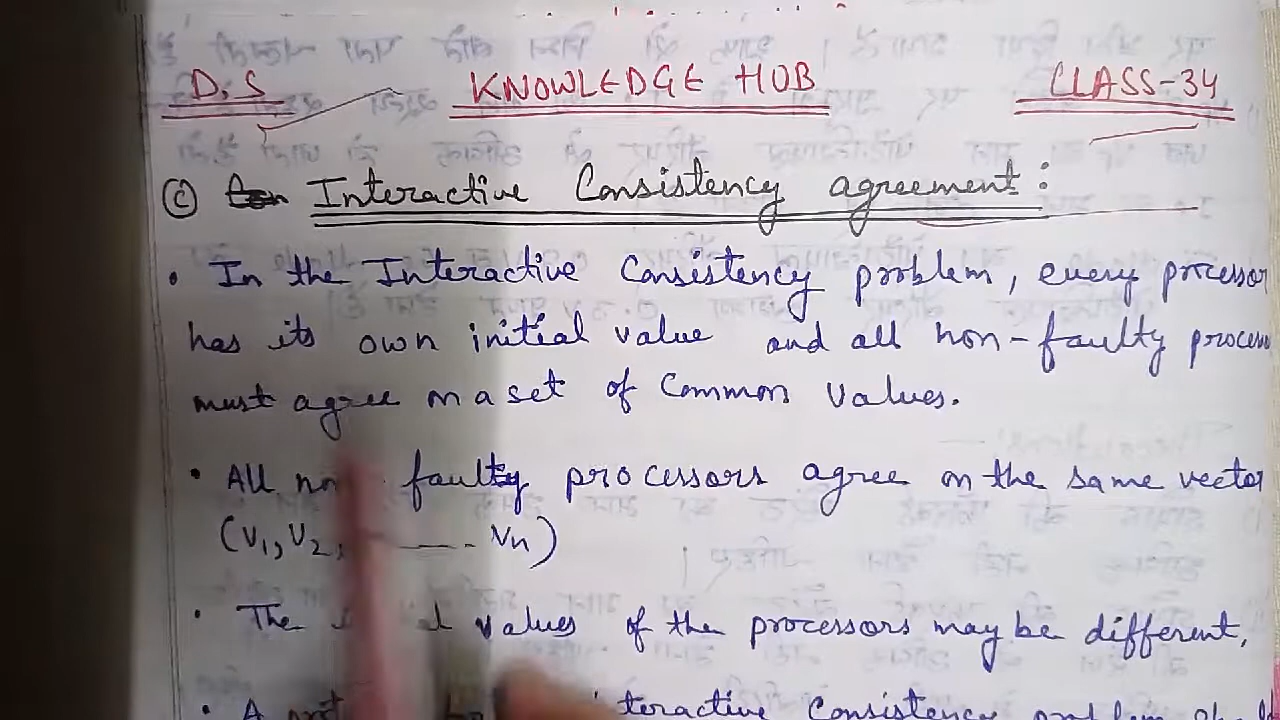 D.S KNOWLEDGE HUB CLASS-34
(C) Interactive Consistency agreement:
• In the Interactive Consistency problem, every processor
has its own initial value and all non-faulty
must agree on a set of Common values.
• All faulty processors agree on the same vector
(V1, V2, ------ Vn)
• The values of the processors may be different,
• A Consistency